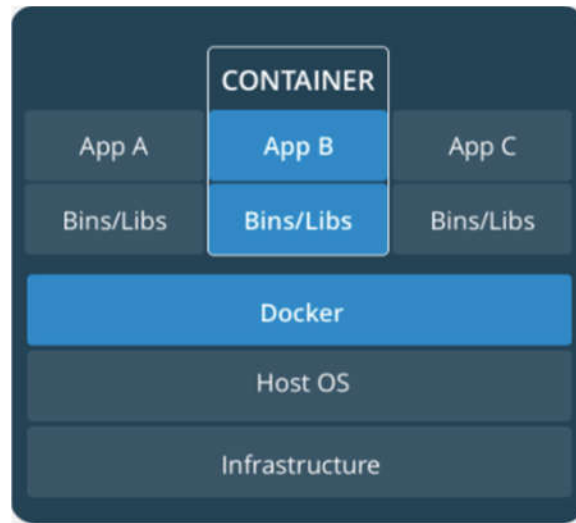 CONTAINER
App A App B App C
Bins/Libs Bins/Libs Bins/Libs
Docker
Host OS
Infrastructure